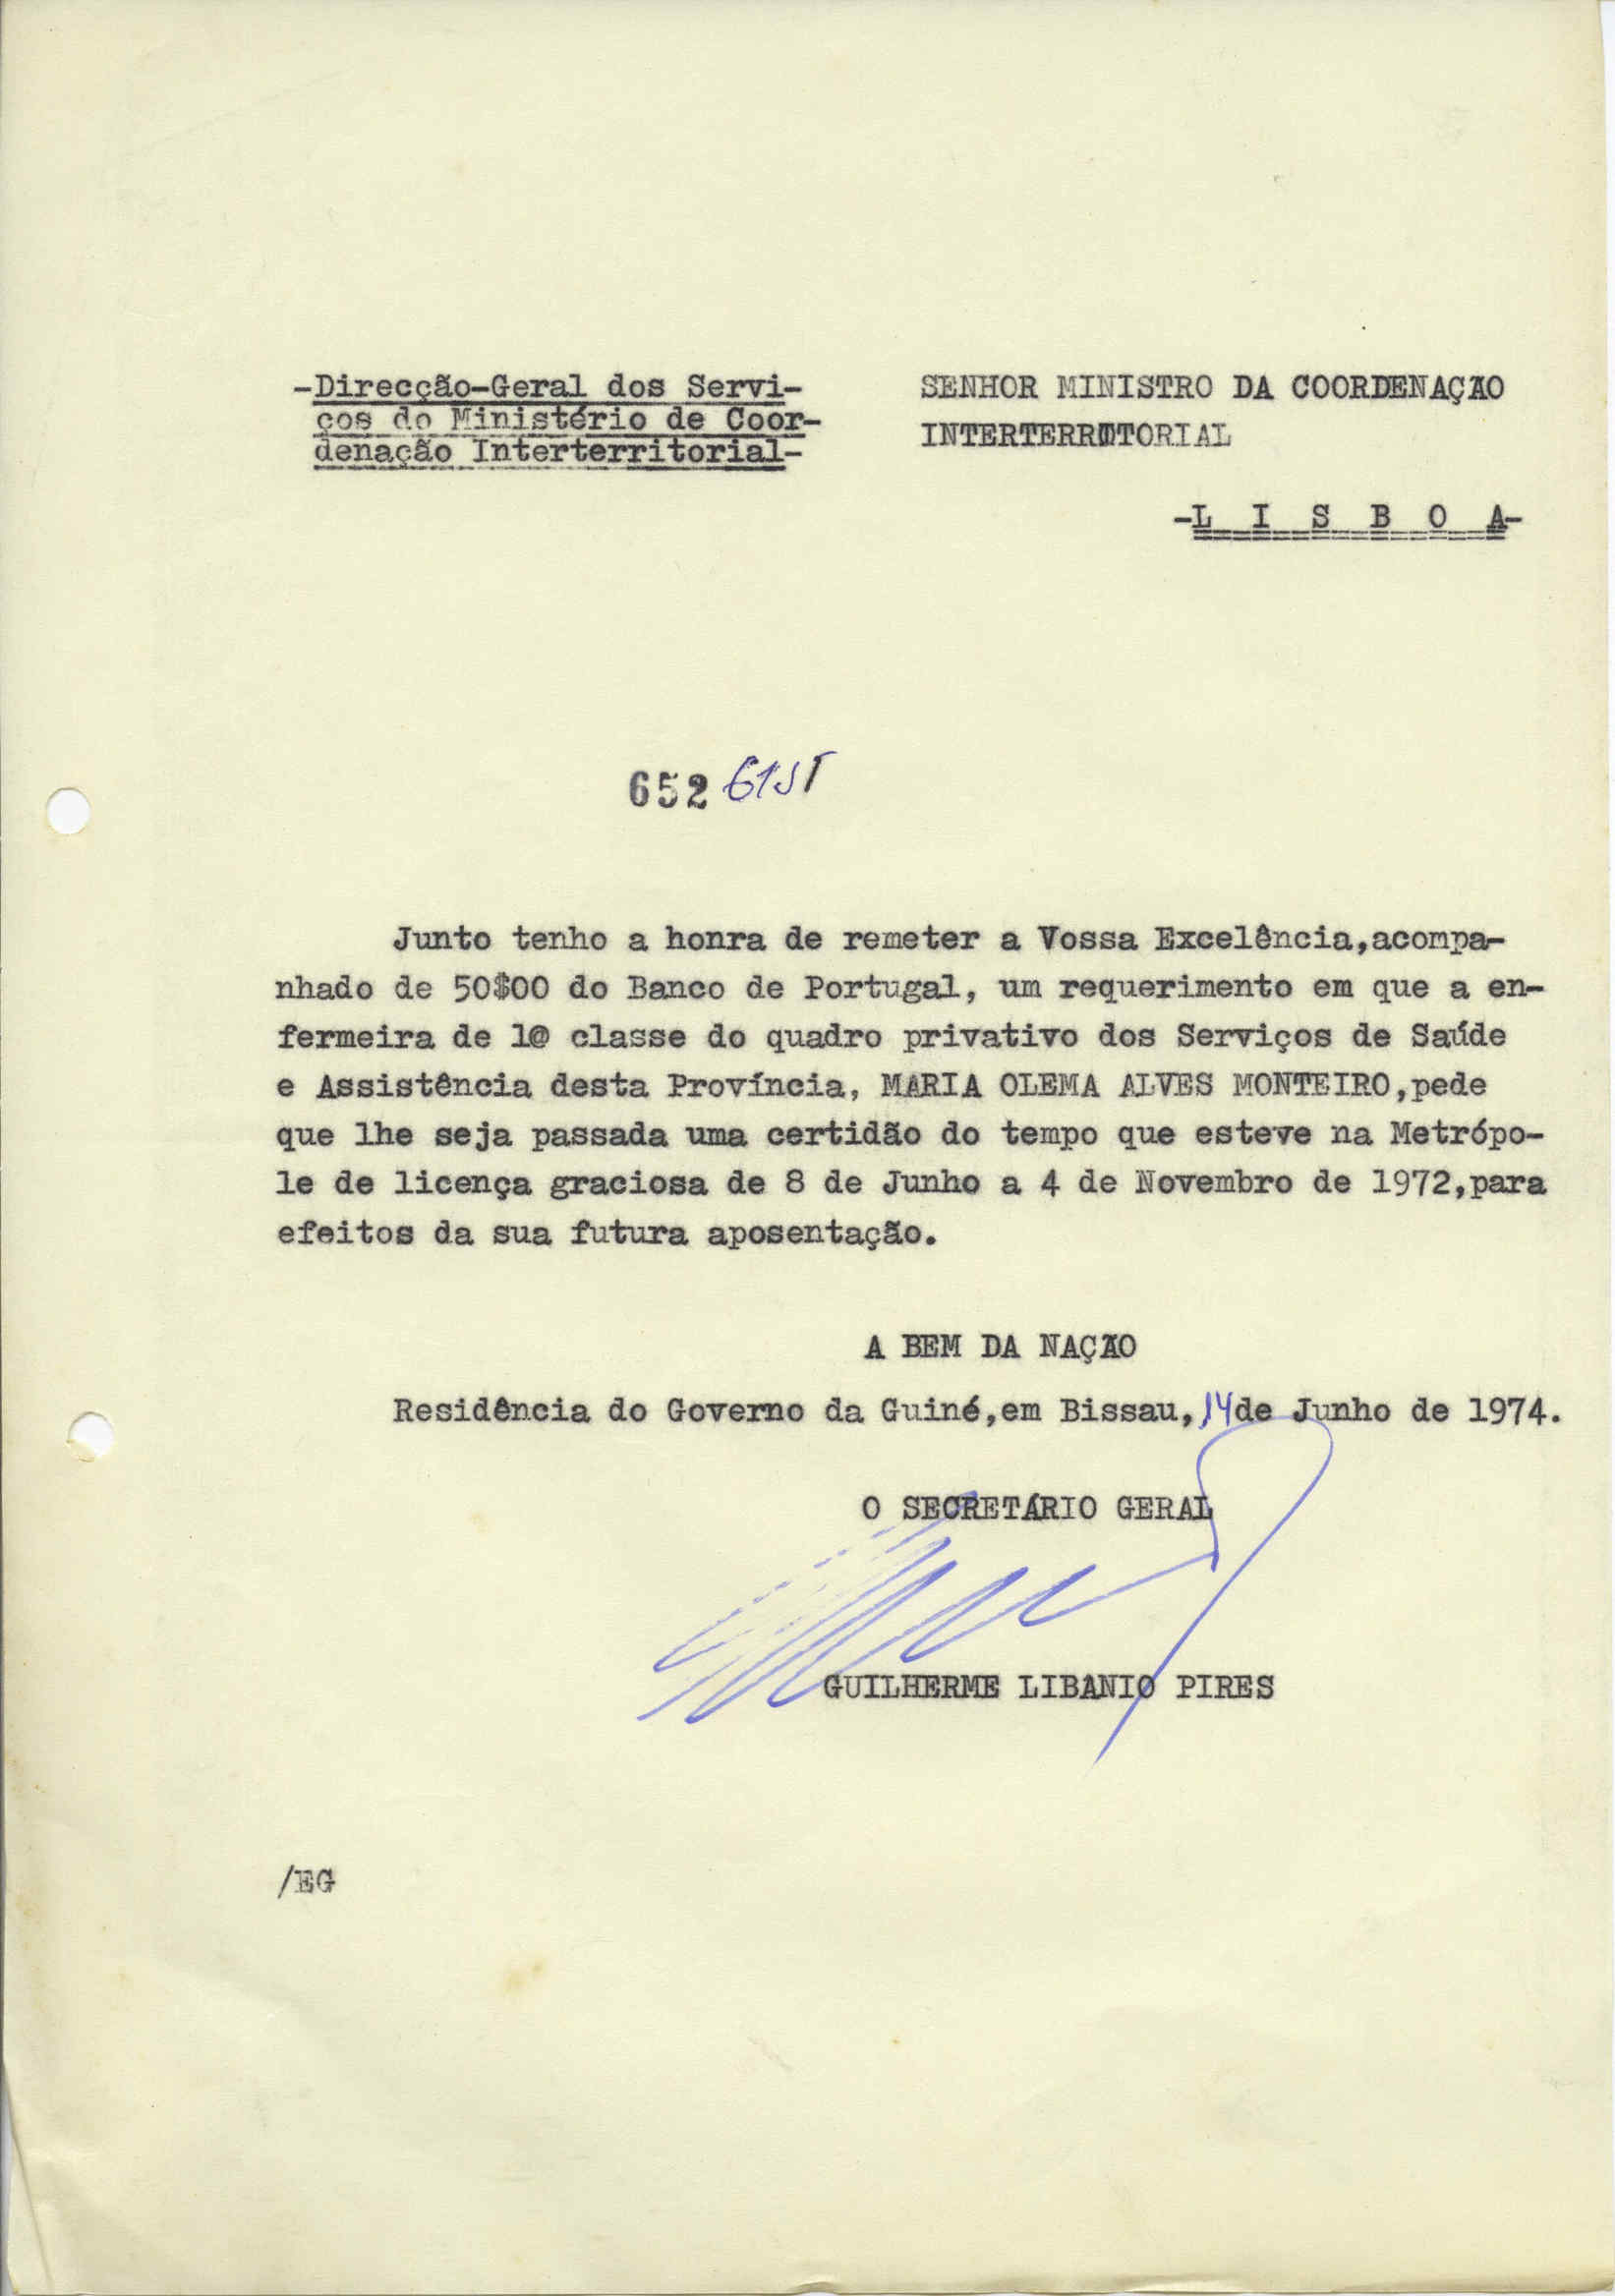 -Direcção-Geral dos Servi-
ços do Ministério de Coor-
denação Interterritorial-
SENHOR MINISTRO DA COORDENAÇÃO
INTERTERRITORIAL
-L I S B O A-
652
Junto tenho a honra de remeter a Vossa Excelência,acompa-
nhado de 50$00 do Banco de Portugal, um requerimento em que a en-
fermeira de 1@ classe do quadro privativo dos Serviços de Saúde
e Assistência desta Província, MARIA OLEMA ALVES MONTEIRO,pede
que lhe seja passada uma certidão do tempo que esteve na Metrópo-
le de licença graciosa de 8 de Junho a 4 de Novembro de 1972,para
efeitos da sua futura aposentação.
A BEM DA NAÇÃO
Residência do Governo da Guiné,em Bissau,14de Junho de 1974.
O SECRETÁRIO GERAL
GUILHERME LIBANIO PIRES
/EG